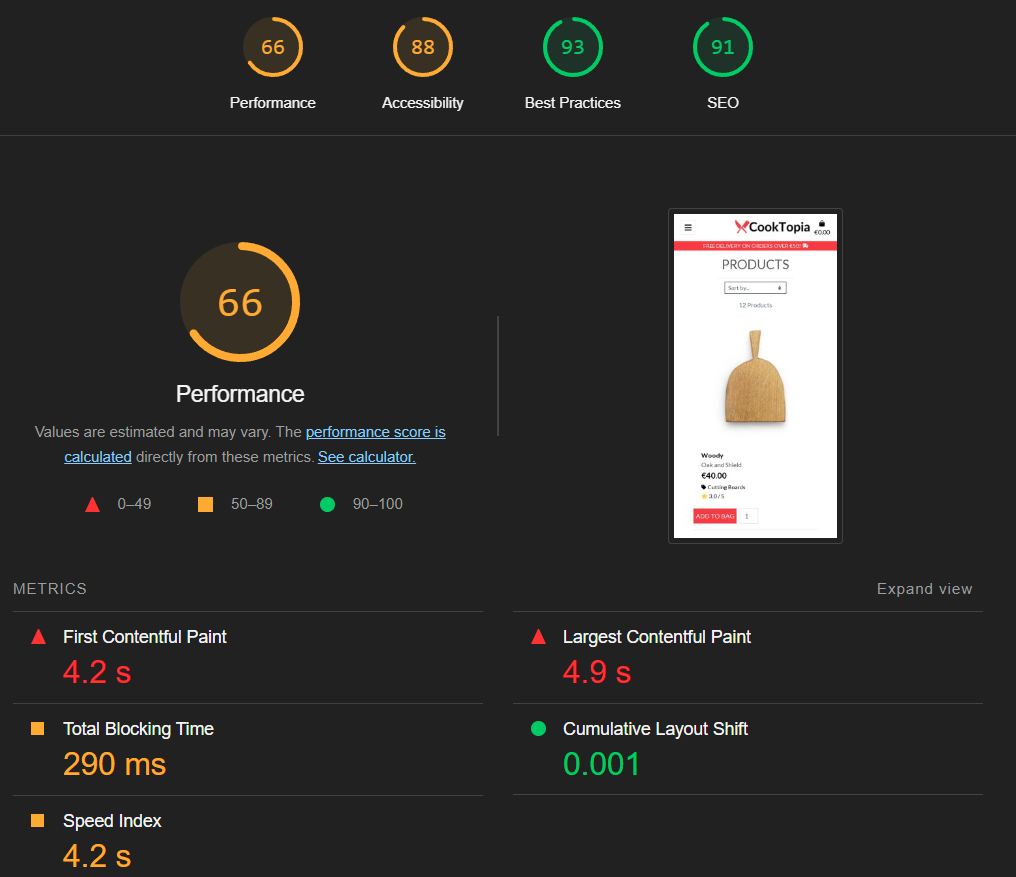 66
88
93
91
Performance
Accessibility
Best Practices
SEO
66
Performance
Values are estimated and may vary. The performance score is
calculated directly from these metrics. See calculator.
0–49
50–89
90–100
CookTopia
€0.00
FREE DELIVERY ON ORDERS OVER €50!
PRODUCTS
Sort by...
12 Products
Woody
Oak and Shield
€40.00
Cutting Boards
3.0 / 5
ADD TO BAG
1
METRICS
Expand view
First Contentful Paint
4.2 s
Largest Contentful Paint
4.9 s
Total Blocking Time
290 ms
Cumulative Layout Shift
0.001
Speed Index
4.2 s